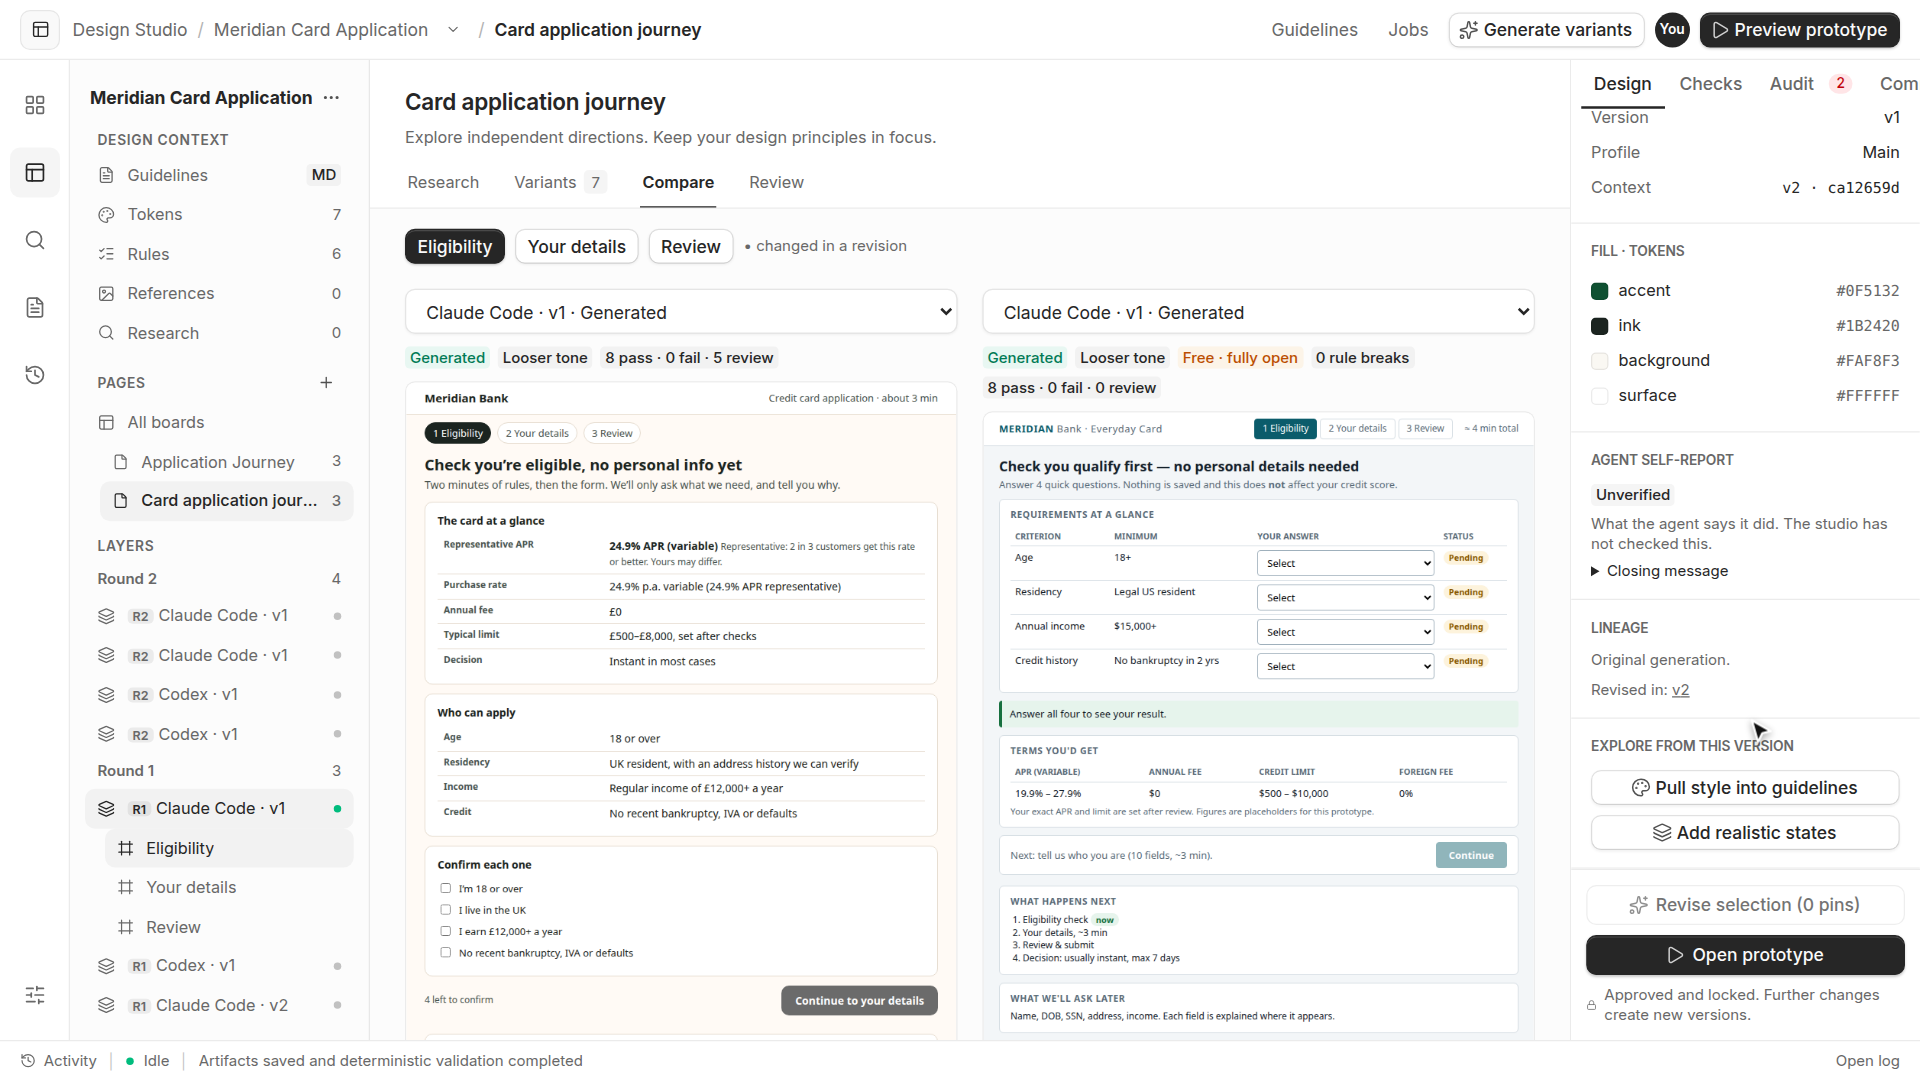 Design Studio / Meridian Card Application / Card application journey
Guidelines
Jobs
Generate variants
You
Preview prototype
Meridian Card Application ···
DESIGN CONTEXT
Guidelines MD
Tokens 7
Rules 6
References 0
Research 0
PAGES +
All boards
Application Journey 3
Card application jour... 3
LAYERS
Round 2 4
R2 Claude Code · v1
R2 Claude Code · v1
R2 Codex · v1
R2 Codex · v1
Round 1 3
R1 Claude Code · v1
Eligibility
Your details
Review
R1 Codex · v1
R1 Claude Code · v2
Card application journey
Explore independent directions. Keep your design principles in focus.
Research
Variants 7
Compare
Review
Eligibility
Your details
Review
• changed in a revision
Claude Code · v1 · Generated
Generated
Looser tone
8 pass · 0 fail · 5 review
Meridian Bank
Credit card application · about 3 min
1 Eligibility
2 Your details
3 Review
Check you're eligible, no personal info yet
Two minutes of rules, then the form. We'll only ask what we need, and tell you why.
The card at a glance
Representative APR 24.9% APR (variable) Representative: 2 in 3 customers get this rate
or better. Yours may differ.
Purchase rate 24.9% p.a. variable (24.9% APR representative)
Annual fee £0
Typical limit £500–£8,000, set after checks
Decision Instant in most cases
Who can apply
Age 18 or over
Residency UK resident, with an address history we can verify
Income Regular income of £12,000+ a year
Credit No recent bankruptcy, IVA or defaults
Confirm each one
I'm 18 or over
I live in the UK
I earn £12,000+ a year
No recent bankruptcy, IVA or defaults
4 left to confirm
Continue to your details
Claude Code · v1 · Generated
Generated
Looser tone
Free · fully open
0 rule breaks
8 pass · 0 fail · 0 review
MERIDIAN Bank · Everyday Card
1 Eligibility
2 Your details
3 Review
≈ 4 min total
Check you qualify first — no personal details needed
Answer 4 quick questions. Nothing is saved and this does not affect your credit score.
REQUIREMENTS AT A GLANCE
CRITERION MINIMUM YOUR ANSWER STATUS
Age 18+ Select Pending
Residency Legal US resident Select Pending
Annual income $15,000+ Select Pending
Credit history No bankruptcy in 2 yrs Select Pending
Answer all four to see your result.
TERMS YOU'D GET
APR (VARIABLE) ANNUAL FEE CREDIT LIMIT FOREIGN FEE
19.9% – 27.9% $0 $500 – $10,000 0%
Your exact APR and limit are set after review. Figures are placeholders for this prototype.
Next: tell us who you are (10 fields, ~3 min).
Continue
WHAT HAPPENS NEXT
1. Eligibility check now
2. Your details, ~3 min
3. Review & submit
4. Decision: usually instant, max 7 days
WHAT WE'LL ASK LATER
Name, DOB, SSN, address, income. Each field is explained where it appears.
Design
Checks
Audit 2
Com
Version v1
Profile Main
Context v2 · ca12659d
FILL · TOKENS
accent #0F5132
ink #1B2420
background #FAF8F3
surface #FFFFFF
AGENT SELF-REPORT
Unverified
What the agent says it did. The studio has
not checked this.
Closing message
LINEAGE
Original generation.
Revised in: v2
EXPLORE FROM THIS VERSION
Pull style into guidelines
Add realistic states
Revise selection (0 pins)
Open prototype
Approved and locked. Further changes
create new versions.
Activity
Idle
Artifacts saved and deterministic validation completed
Open log